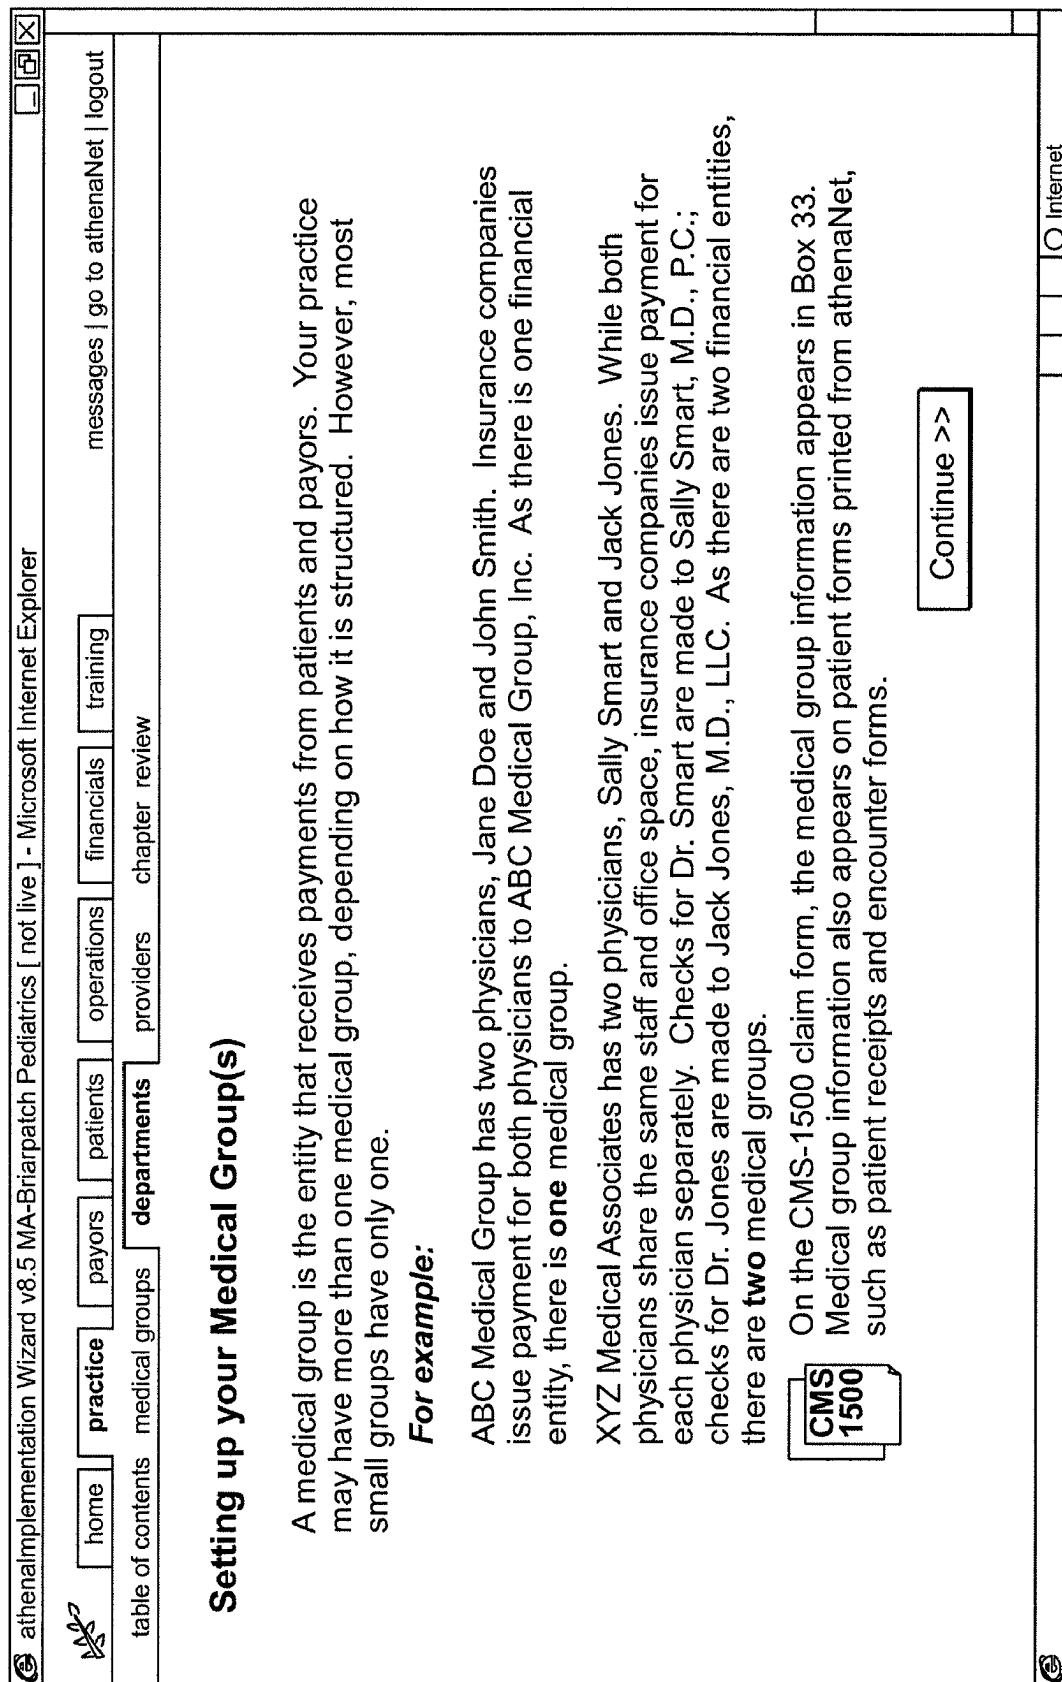 athenaImplementation Wizard v8.5 MA-Briarpatch Pediatrics [ not live ] - Microsoft Internet Explorer
home practice payors patients operations financials training messages | go to athenaNet | logout
table of contents medical groups departments providers chapter review
Setting up your Medical Group(s)
A medical group is the entity that receives payments from patients and payors. Your practice
may have more than one medical group, depending on how it is structured. However, most
small groups have only one.
For example:
ABC Medical Group has two physicians, Jane Doe and John Smith. Insurance companies
issue payment for both physicians to ABC Medical Group, Inc. As there is one financial
entity, there is one medical group.
XYZ Medical Associates has two physicians, Sally Smart and Jack Jones. While both
physicians share the same staff and office space, insurance companies issue payment for
each physician separately. Checks for Dr. Smart are made to Sally Smart, M.D., P.C.;
checks for Dr. Jones are made to Jack Jones, M.D., LLC. As there are two financial entities,
there are two medical groups.
CMS
1500
On the CMS-1500 claim form, the medical group information appears in Box 33.
Medical group information also appears on patient forms printed from athenaNet,
such as patient receipts and encounter forms.
Continue >>
Internet